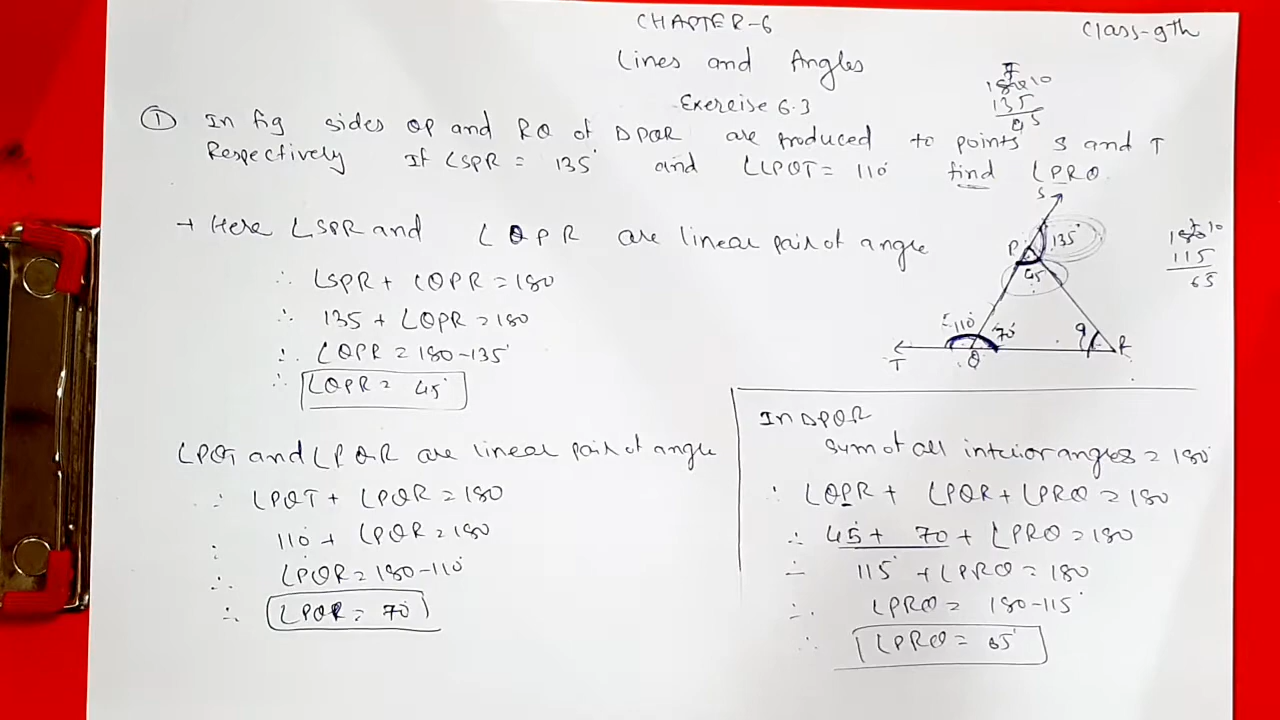 CHAPTER-6
Class-9th
Lines and Angles
Exercise 6.3
① In fig sides QP and RQ of ΔPQR are produced to points S and T
Respectively If ∠SPR = 135° and ∠∠PQT = 110° find ∠PRQ.
→ Here ∠SPR and ∠QPR are linear pair of angle
∴ ∠SPR + ∠QPR = 180
∴ 135 + ∠QPR = 180
∴ ∠QPR = 180-135°
∴ ∠QPR = 45°
∠PQT and ∠PQR are linear pair of angle
∴ ∠PQT + ∠PQR = 180
∴ 110° + ∠PQR = 180
∴ ∠PQR = 180-110°
∴ ∠PQR = 70°
135
115
65
S
P
135°
45
110°
70°
T
Q
R
In ΔPQR
sum of all interior angles = 180°
∴ ∠QPR + ∠PQR + ∠PRQ = 180
∴ 45° + 70 + ∠PRQ = 180
∴ 115° + ∠PRQ = 180
∴ ∠PRQ = 180-115°
∴ ∠PRQ = 65°